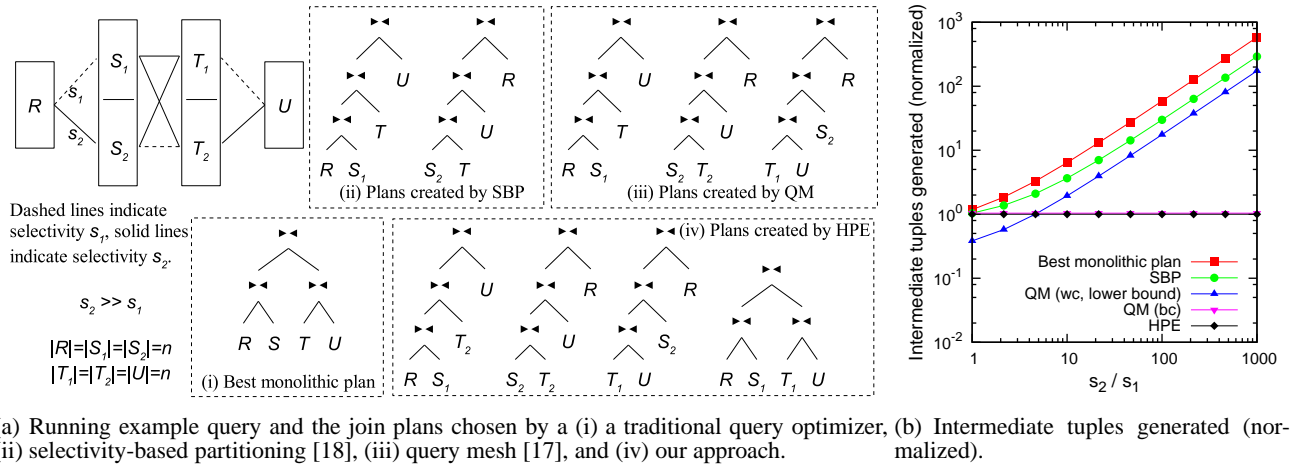 R
S1
S2
T1
T2
U
s1
s2
Dashed lines indicate
selectivity s1, solid lines
indicate selectivity s2.
s2 >> s1
|R|=|S1|=|S2|=n
|T1|=|T2|=|U|=n
U R
T U
R S1 S2 T
(ii) Plans created by SBP
U R R
T U S2
R S1 S2 T2 T1 U
(iii) Plans created by QM
R S T U
(i) Best monolithic plan
(iv) Plans created by HPE
U R R
T2 U S2
R S1 S2 T2 T1 U R S1 T1 U
Intermediate tuples generated (normalized)
10^3
10^2
10^1
10^0
10^-1
10^-2
Best monolithic plan
SBP
QM (wc, lower bound)
QM (bc)
HPE
1 10 100 1000
s2 / s1
(a) Running example query and the join plans chosen by a (i) a traditional query optimizer,
(ii) selectivity-based partitioning [18], (iii) query mesh [17], and (iv) our approach.
(b) Intermediate tuples generated (nor-
malized).